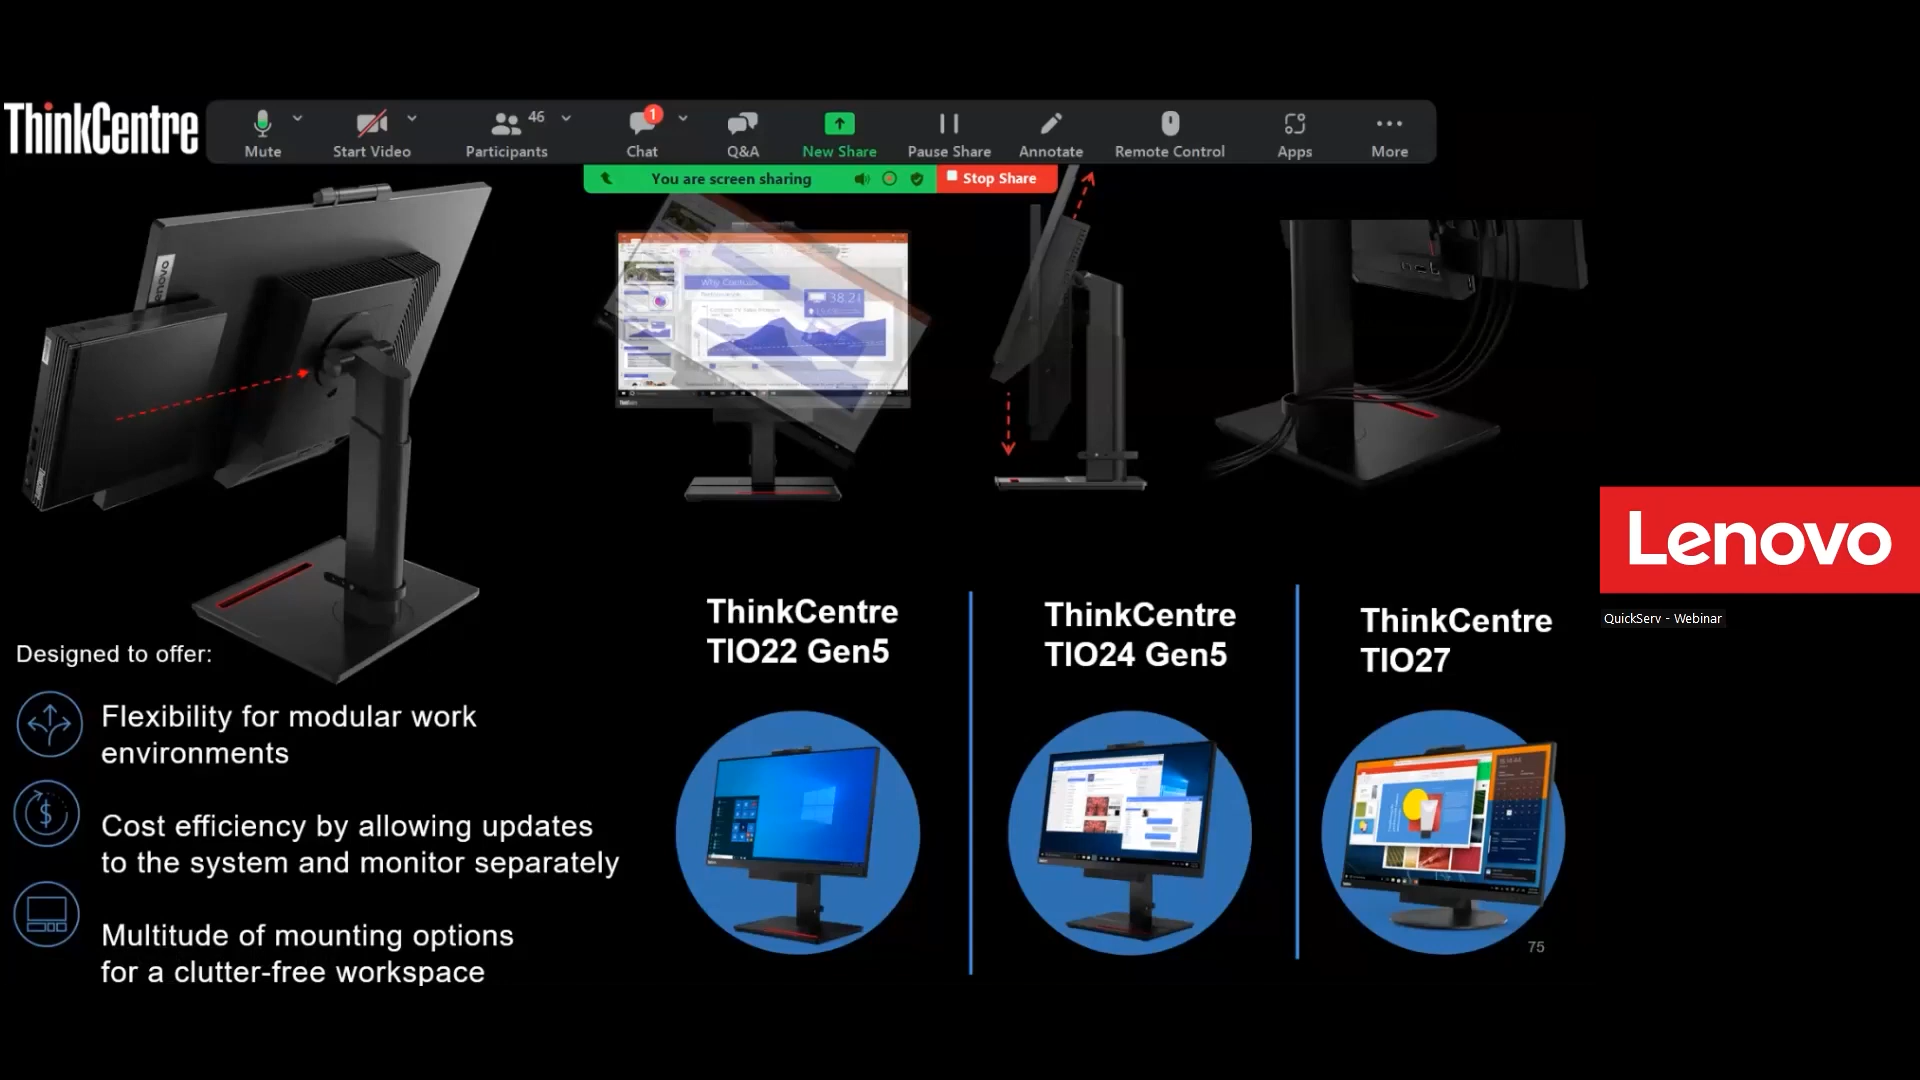 ThinkCentre
Mute
Start Video
46
Participants
1
Chat
Q&A
New Share
Pause Share
Annotate
Remote Control
Apps
More
You are screen sharing
Stop Share
Lenovo
38.2
ThinkCentre
TIO22 Gen5
ThinkCentre
TIO24 Gen5
ThinkCentre
TIO27
Lenovo
QuickServ - Webinar
Designed to offer:
Flexibility for modular work
environments
Cost efficiency by allowing updates
to the system and monitor separately
Multitude of mounting options
for a clutter-free workspace
75